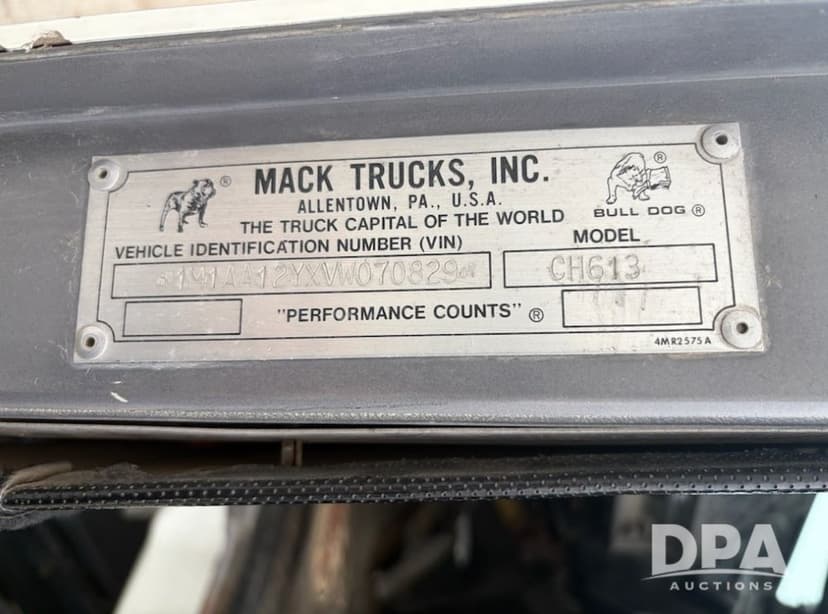 MACK TRUCKS, INC.
ALLENTOWN, PA., U.S.A.
THE TRUCK CAPITAL OF THE WORLD
BULL DOG ®
VEHICLE IDENTIFICATION NUMBER (VIN)
MODEL
1M1AA12YXVW070829
CH613
"PERFORMANCE COUNTS" ®
4MR2575A
DPA
AUCTIONS